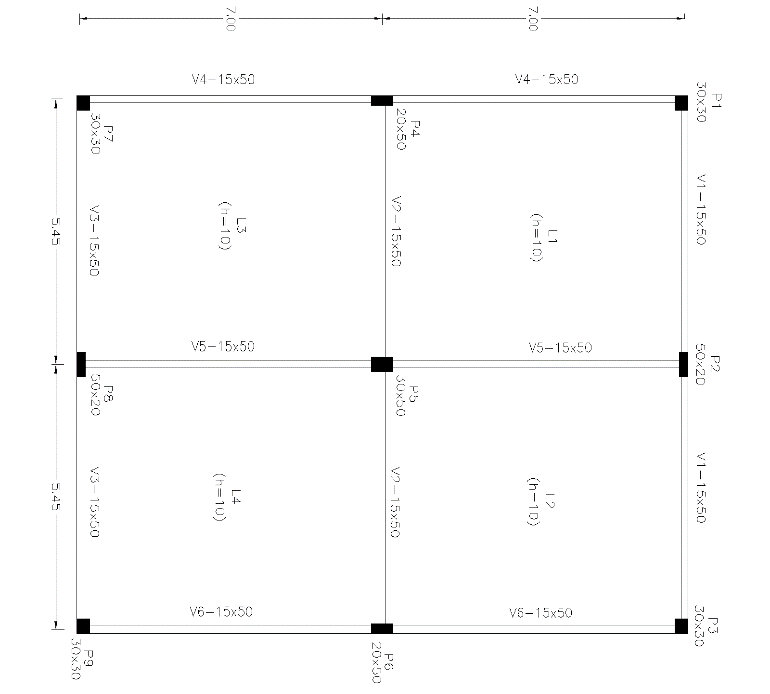 7.00
7.00
V4-15x50
V4-15x50
P1
30x30
P7
30x30
P4
20x50
V1-15x50
V3-15x50
V2-15x50
L3
(h=10)
L1
(h=10)
5.45
V5-15x50
V5-15x50
P2
50x20
P8
50x20
P5
30x50
V3-15x50
V2-15x50
V1-15x50
L4
(h=10)
L2
(h=10)
5.45
V6-15x50
V6-15x50
P3
30x30
P9
30x30
P6
20x50